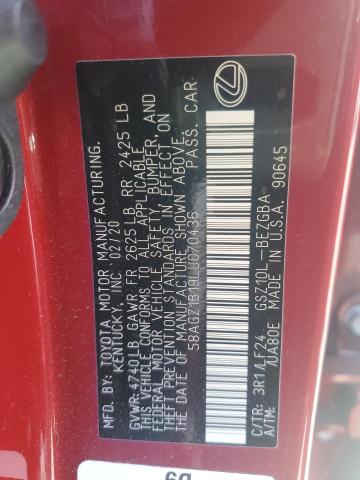 MFD. BY: TOYOTA MOTOR MANUFACTURING.
KENTUCKY, INC. 02/20
GVWR: 4740LB GAWR: FR 2625 LB RR 2425 LB
THIS VEHICLE CONFORMS TO ALL APPLICABLE
FEDERAL MOTOR VEHICLE SAFETY, BUMPER, AND
THEFT PREVENTION STANDARDS IN EFFECT ON
THE DATE OF MANUFACTURE SHOWN ABOVE.
58AGZ1B09LU070436 PASS. CAR
C/TR: 3R1/LF24 GSZ10L-BEZGBA
A/TM: /UA80E MADE IN U.S.A. 90645